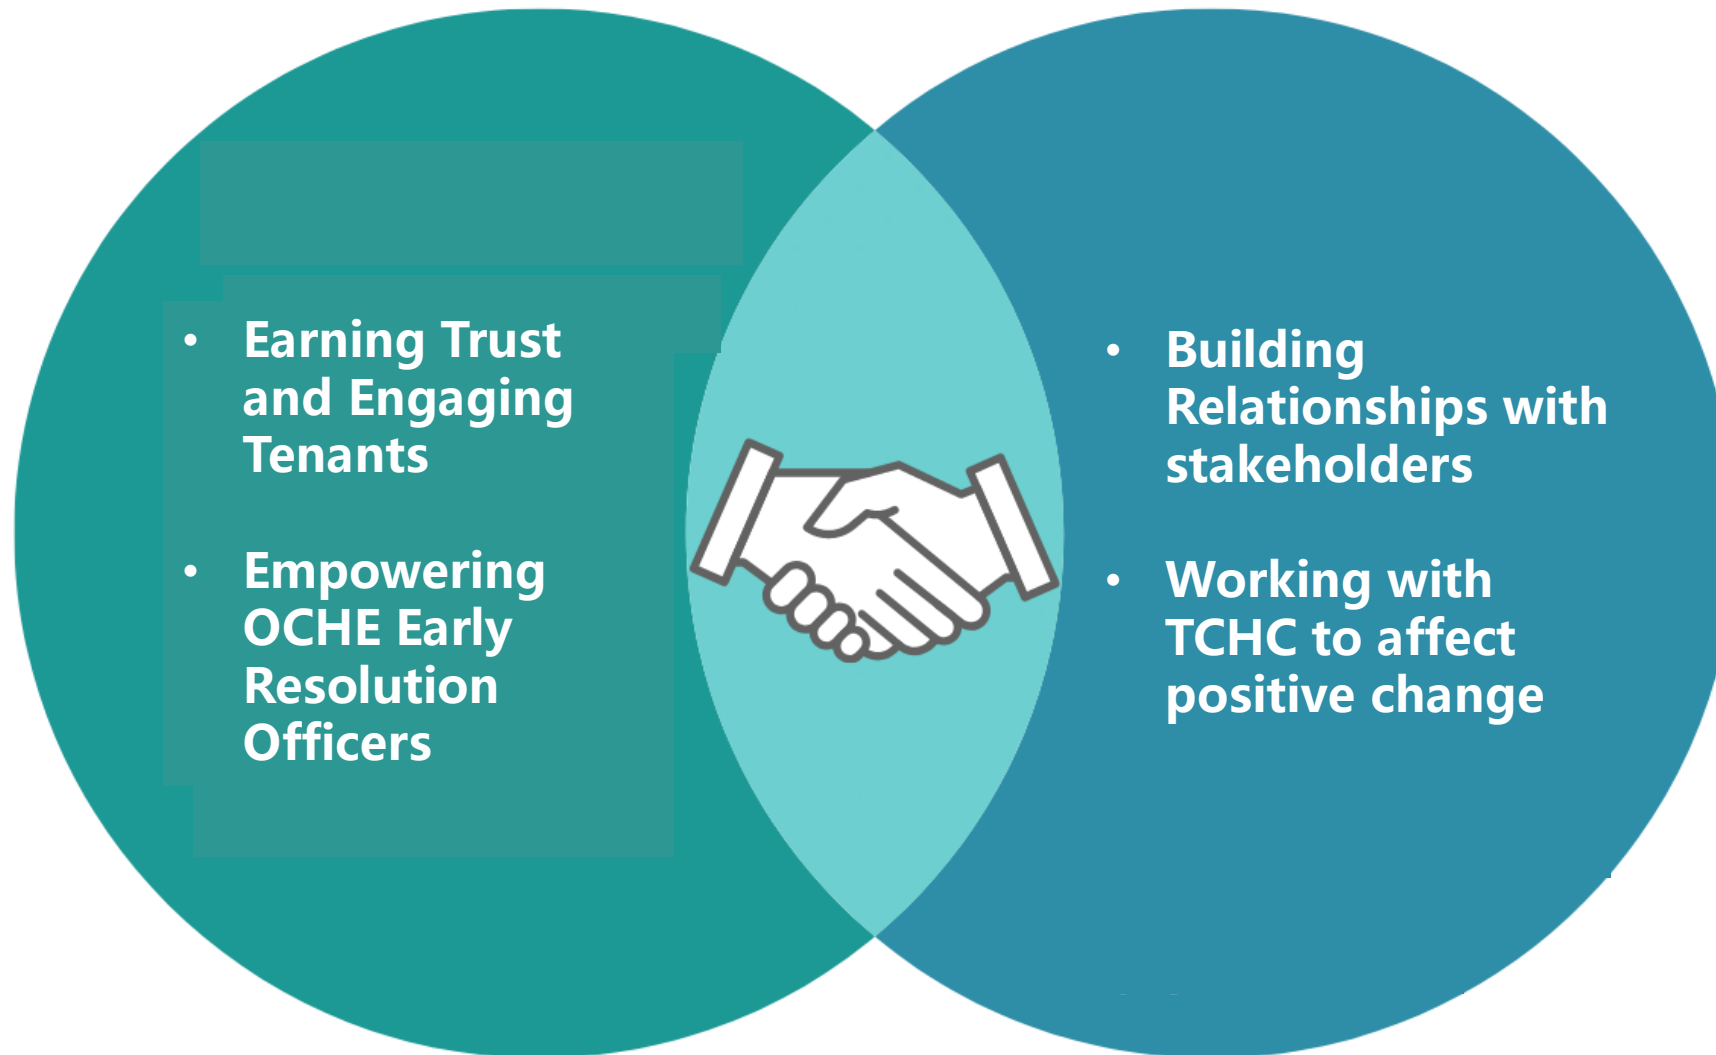 • Earning Trust
and Engaging
Tenants
• Empowering
OCHE Early
Resolution
Officers
• Building
Relationships with
stakeholders
• Working with
TCHC to affect
positive change